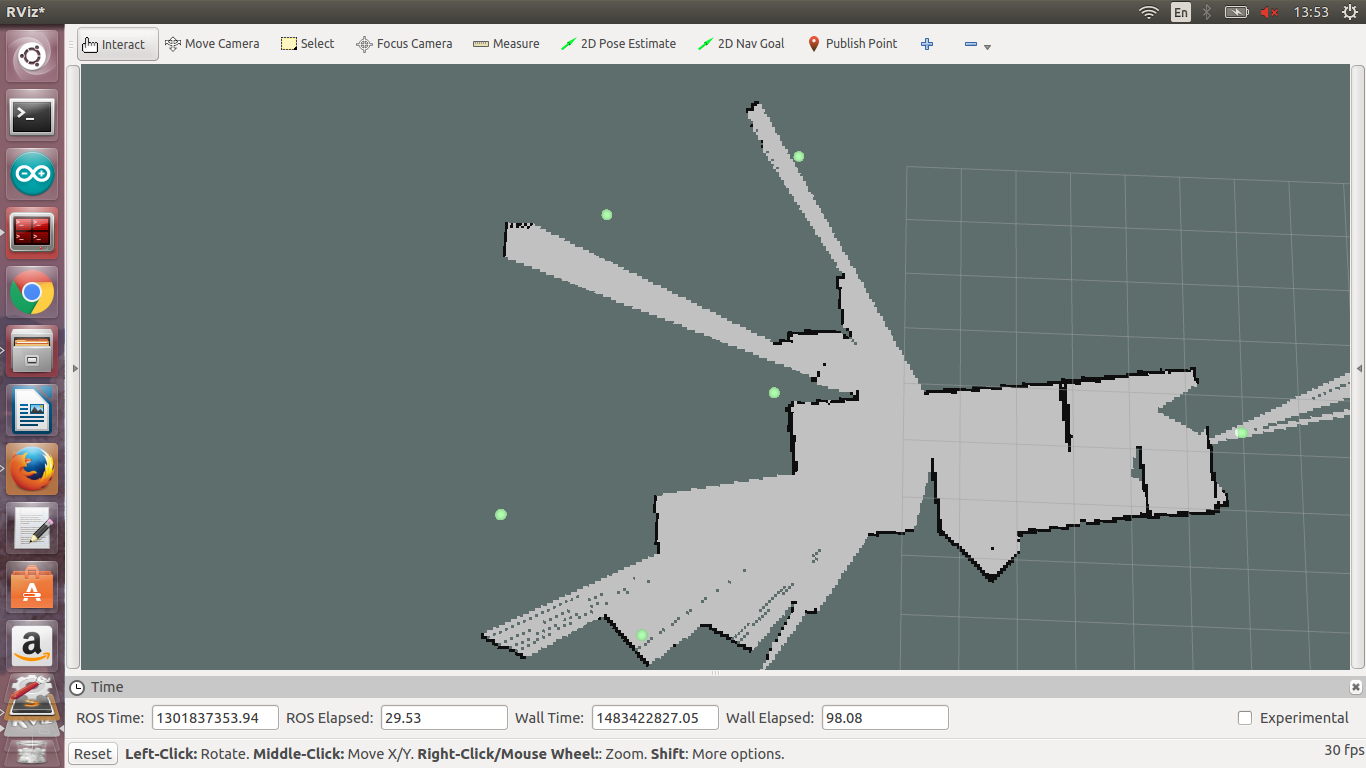 RViz*
En
13:53
Interact
Move Camera
Select
Focus Camera
Measure
2D Pose Estimate
2D Nav Goal
Publish Point
Time
ROS Time: 1301837353.94 ROS Elapsed: 29.53 Wall Time: 1483422827.05 Wall Elapsed: 98.08 Experimental
Reset Left-Click: Rotate. Middle-Click: Move X/Y. Right-Click/Mouse Wheel:: Zoom. Shift: More options. 30 fps